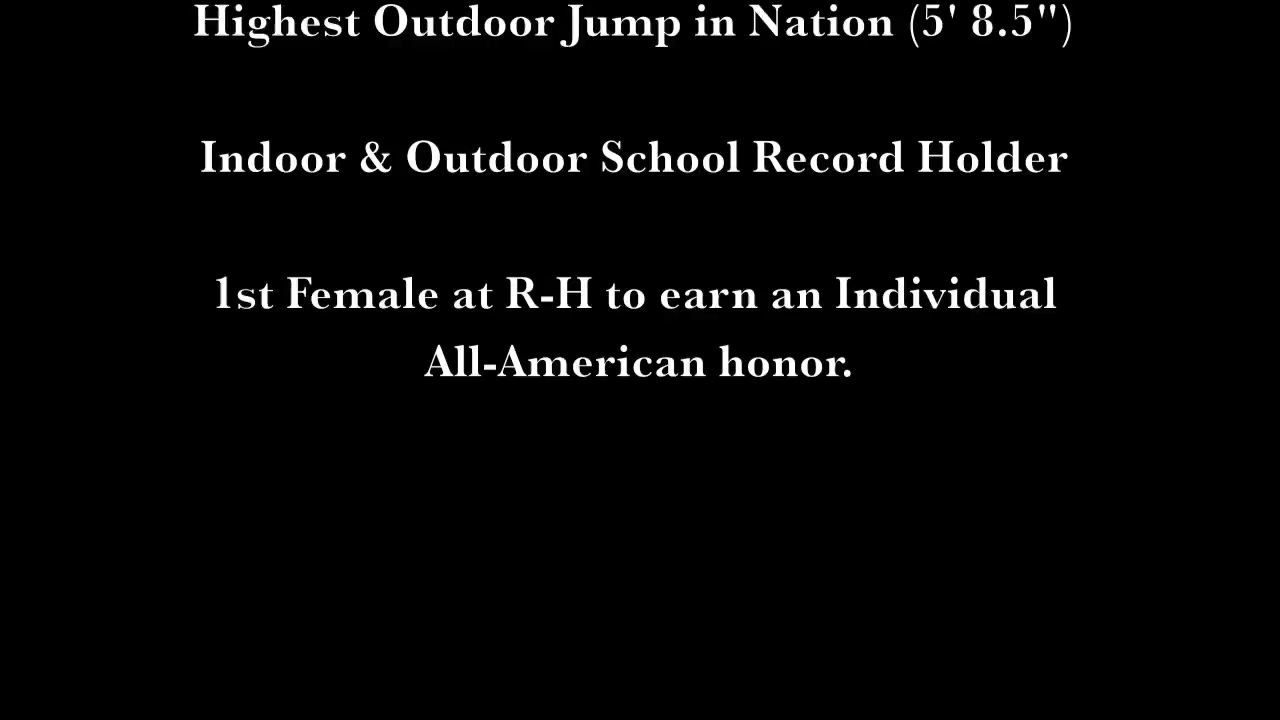 Highest Outdoor Jump in Nation (5' 8.5")
Indoor & Outdoor School Record Holder
1st Female at R-H to earn an Individual
All-American honor.